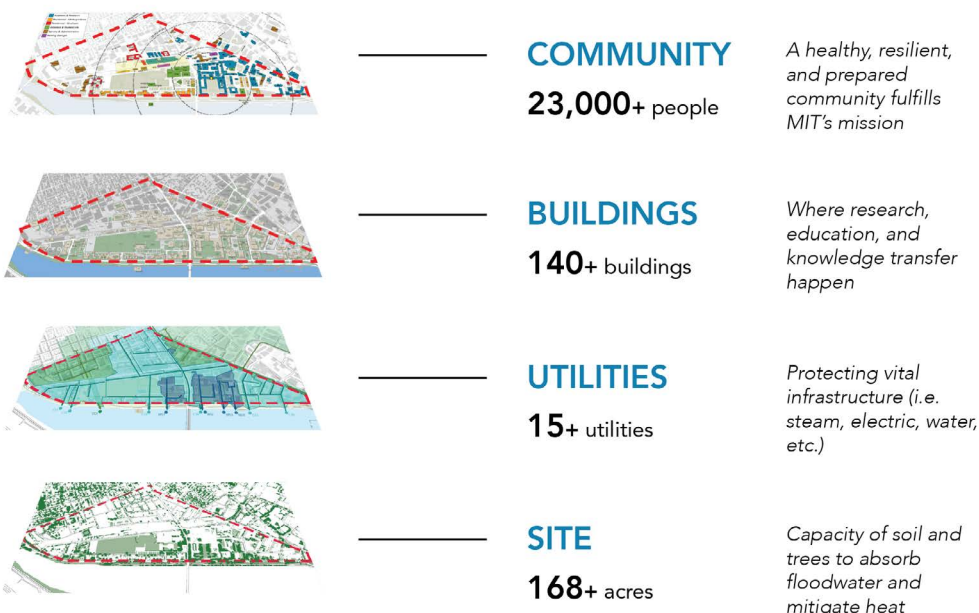 COMMUNITY
23,000+ people
A healthy, resilient,
and prepared
community fulfills
MIT’s mission
BUILDINGS
140+ buildings
Where research,
education, and
knowledge transfer
happen
UTILITIES
15+ utilities
Protecting vital
infrastructure (i.e.
steam, electric, water,
etc.)
SITE
168+ acres
Capacity of soil and
trees to absorb
floodwater and
mitigate heat